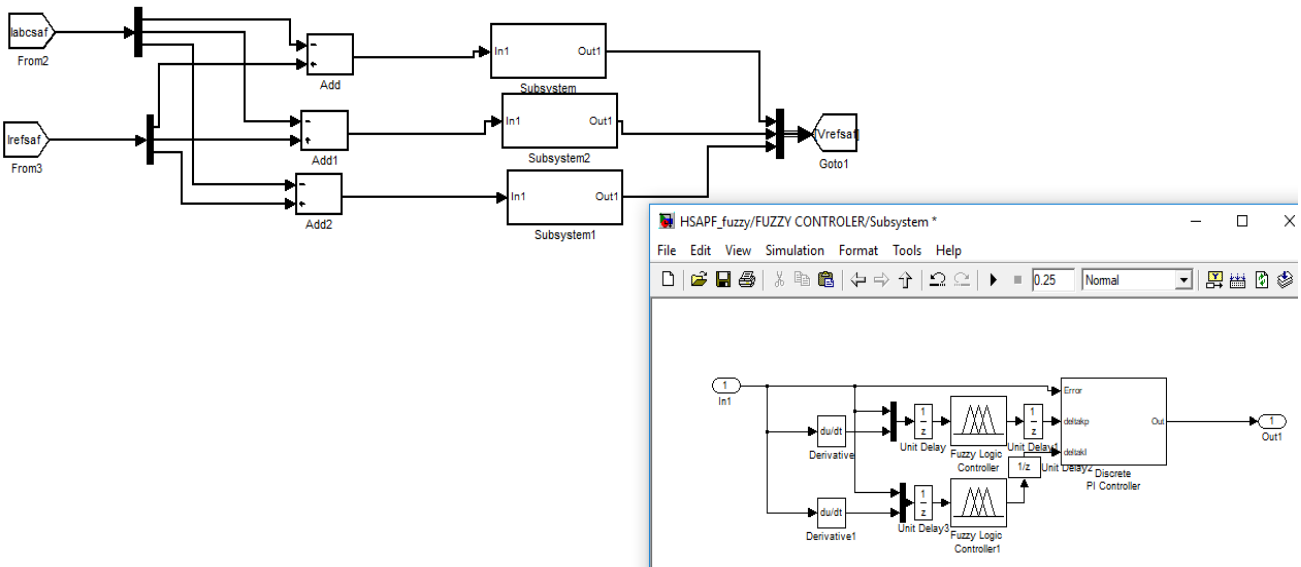 Iabcsaf
From2
Irefsaf
From3
-
+
Add
-
+
Add1
-
+
Add2
In1
Out1
Subsystem
In1
Out1
Subsystem2
In1
Out1
Subsystem1
[Vrefsaf]
Goto1
HSAPF_fuzzy/FUZZY CONTROLER/Subsystem *
File Edit View Simulation Format Tools Help
0.25
Normal
1
In1
du/dt
Derivative
1
z
Unit Delay
Fuzzy Logic
Controller
1
z
Unit Delay1
Error
deltakp
deltakI
Out
Discrete
PI Controller
1
Out1
1/z
Unit Delay2
du/dt
Derivative1
1
z
Unit Delay3
Fuzzy Logic
Controller1